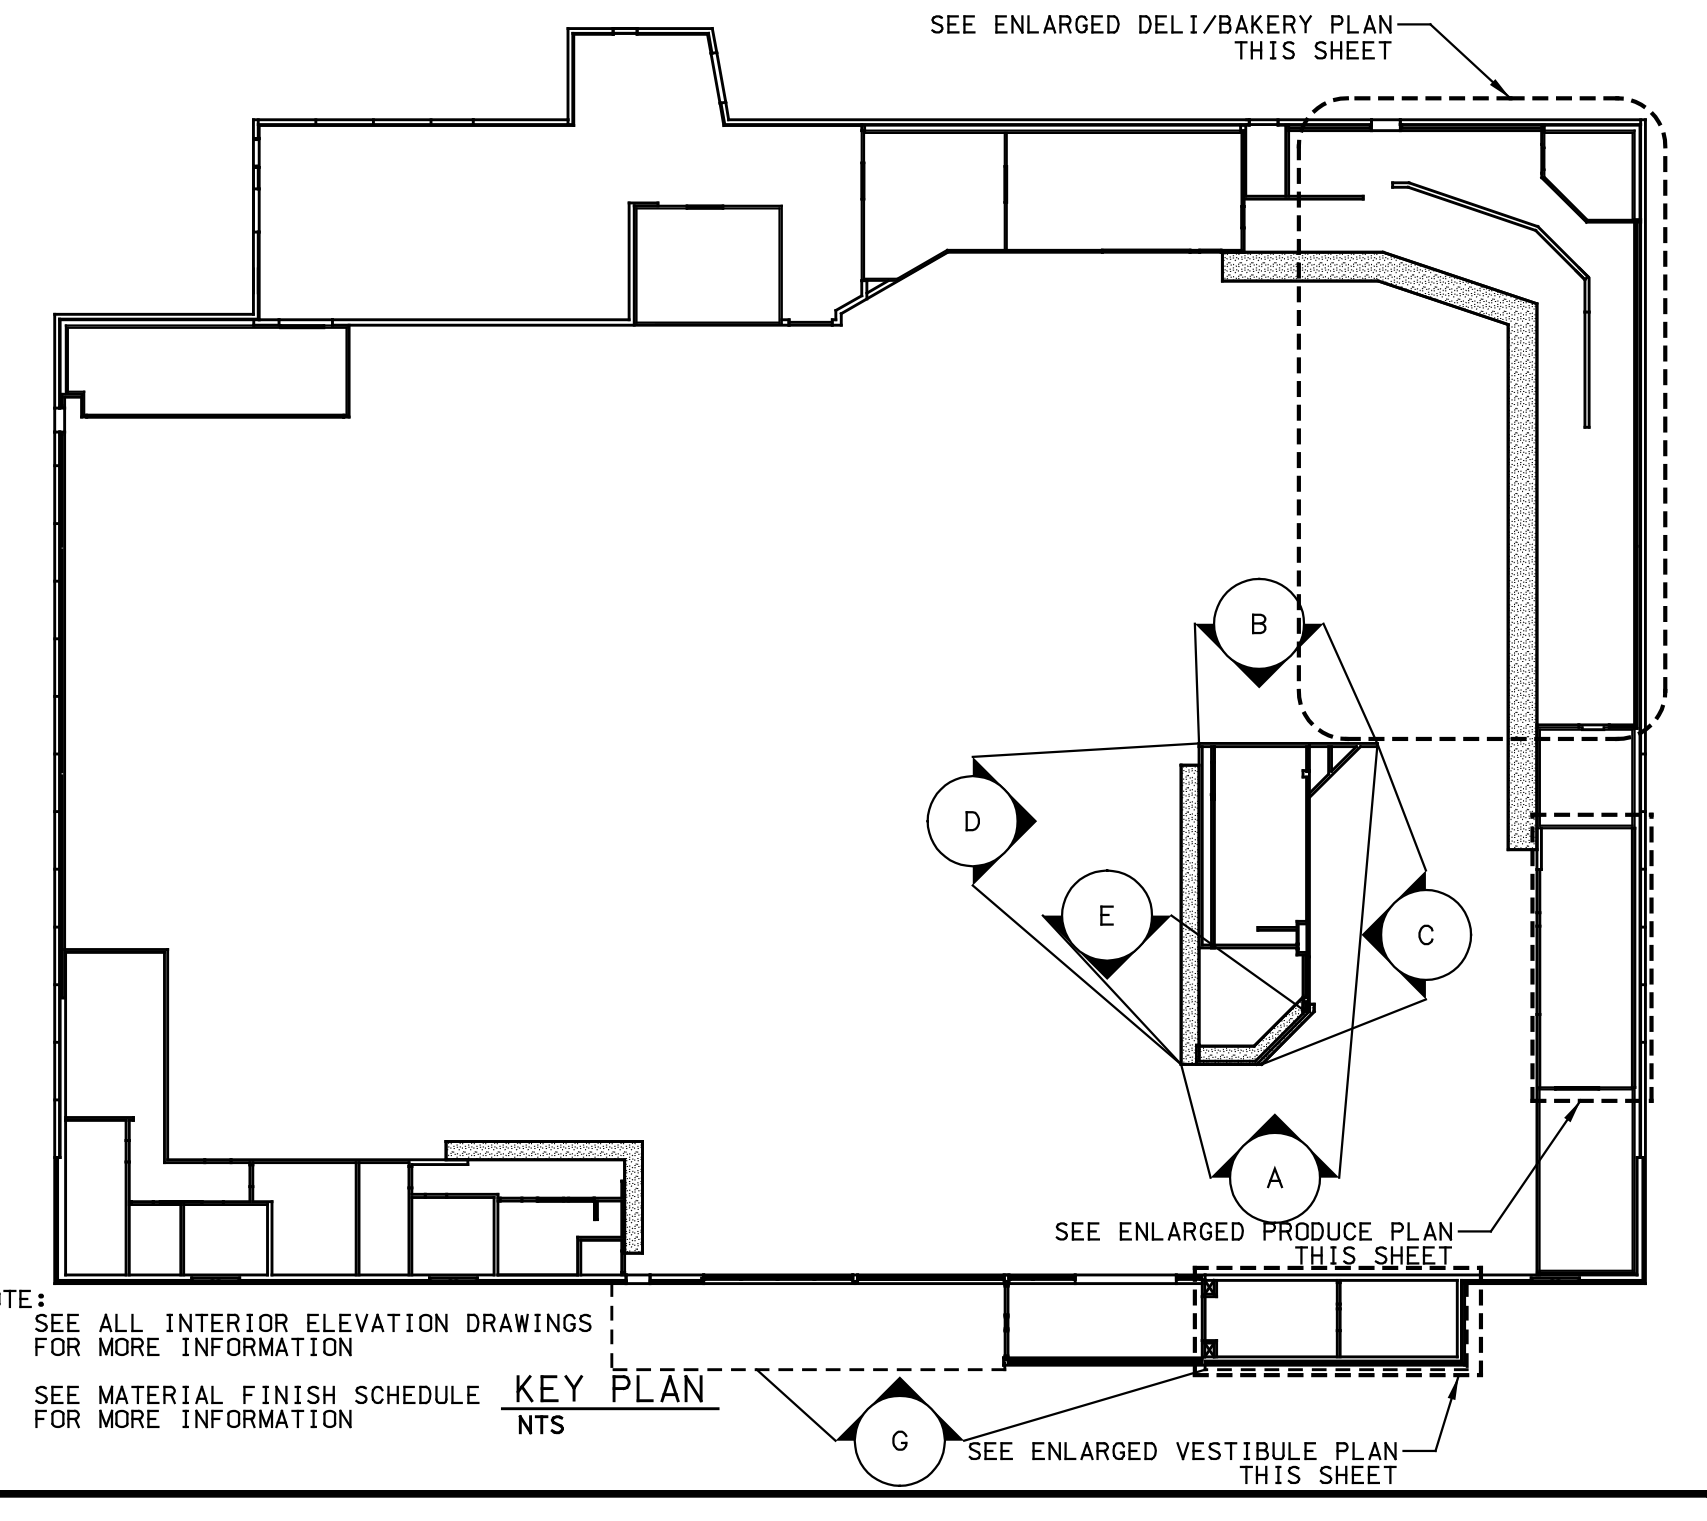 SEE ENLARGED DELI/BAKERY PLAN
THIS SHEET
B
D
E
C
A
SEE ENLARGED PRODUCE PLAN
THIS SHEET
OTE:
SEE ALL INTERIOR ELEVATION DRAWINGS
FOR MORE INFORMATION
SEE MATERIAL FINISH SCHEDULE
FOR MORE INFORMATION
KEY PLAN
NTS
G
SEE ENLARGED VESTIBULE PLAN
THIS SHEET